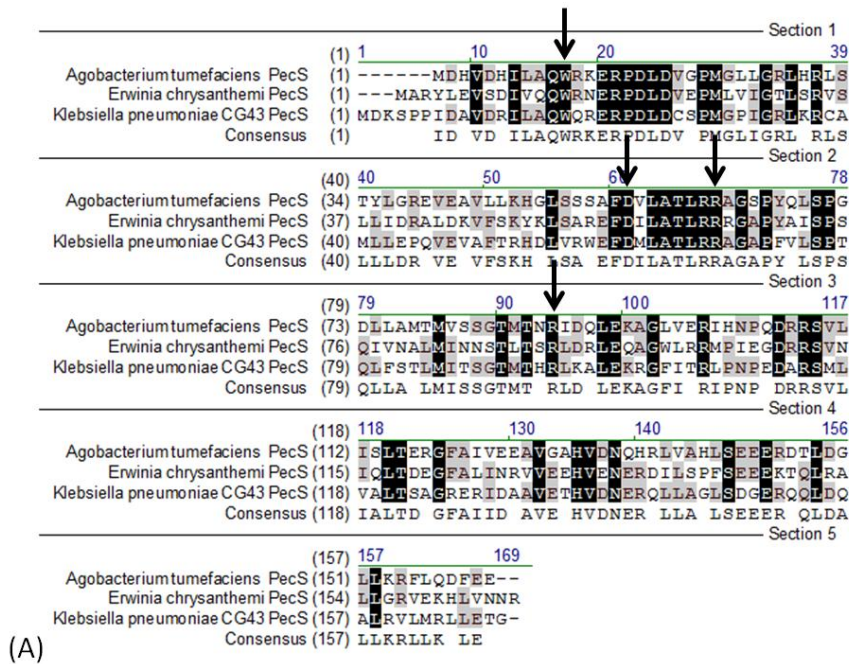 Section 1
(1) 1 10 20 39
Agobacterium tumefaciens PecS (1) ------MDHVDHILAQWRKERPDLDVGPMGLLGRLHRLS
Erwinia chrysanthemi PecS (1) ---MARYLEVSDIVQQWRNERPDLDVEPMGVIGTLSRVS
Klebsiella pneumoniae CG43 PecS (1) MDKSPPIDAVDRILAQWQRERPDLDCSPMGPIGRLKRCA
Consensus (1) ID VD ILAQWRKERPDLDV PMGLIGRL RLS
Section 2
(40) 40 50 60 78
Agobacterium tumefaciens PecS (34) TYLGREVEAVLLKHGLSSSAFDVLATLRRAGSPYQLSPG
Erwinia chrysanthemi PecS (37) LLIDRALDKVFSKYKLSAREFDILATLRRRGAPYAISPS
Klebsiella pneumoniae CG43 PecS (40) MLLEPQVEVAFTRHDLVRWEFDMLATLRRAGAPFVLSPT
Consensus (40) LLLDR VE VFSKH LSA EFDILATLRRAGAPY LSPS
Section 3
(79) 79 90 100 117
Agobacterium tumefaciens PecS (73) DLLAMTMVSSGTMTNRIDQLEKAGLVERIHNPQDRRSVL
Erwinia chrysanthemi PecS (76) QIVNALMINNSTLTSRLDRLEQAGWLRRMPIEGDRRSVN
Klebsiella pneumoniae CG43 PecS (79) QLFSTLMITSGTMTHRLKALEKRGFITRLPNPEDARSML
Consensus (79) QLLA LMISSGTMT RLD LEKAGFI RIPNP DRRSVL
Section 4
(118) 118 130 140 156
Agobacterium tumefaciens PecS (112) ISLTERGFAIVEEAVGAHVDNQHRLVAHLSEEERDTLDG
Erwinia chrysanthemi PecS (115) IQLTDEGFALINRVVEEHVENERDILSPFSEEEKTQLRA
Klebsiella pneumoniae CG43 PecS (118) VALTSAGRERIDAAVETHVDNERQLLAGLSDGERQQLDQ
Consensus (118) IALTD GFAIID AVE HVDNER LLA LSEEER QLDA
Section 5
(157) 157 169
Agobacterium tumefaciens PecS (151) LLKRFLQDFEE--
Erwinia chrysanthemi PecS (154) LLGRVEKHLVNNR
Klebsiella pneumoniae CG43 PecS (157) ALRVLMRLLETG-
Consensus (157) LLKRLLK LE
(A)